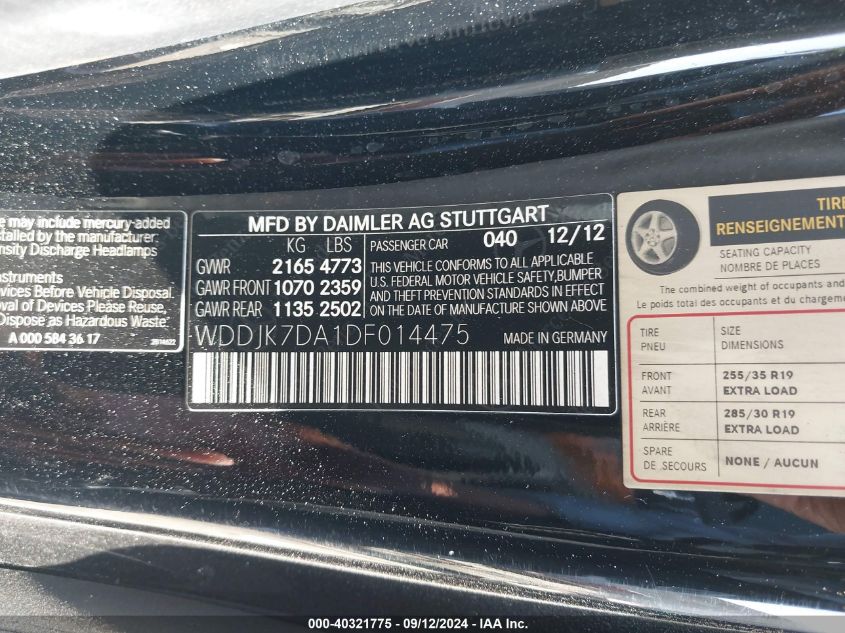 e may include mercury-added
stalled by the manufacturer:
nsity Discharge Headlamps
nstruments
evices Before Vehicle Disposal.
oval of Devices Please Reuse,
Dispose as Hazardous Waste.
A 000 584 36 17
MFD BY DAIMLER AG STUTTGART
KG LBS
GWVR 2165 4773
GAWR FRONT 1070 2359
GAWR REAR 1135 2502
PASSENGER CAR 040 12/12
THIS VEHICLE CONFORMS TO ALL APPLICABLE
U.S. FEDERAL MOTOR VEHICLE SAFETY,BUMPER
AND THEFT PREVENTION STANDARDS IN EFFECT
ON THE DATE OF MANUFACTURE SHOWN ABOVE
WDDJK7DA1DF014475
MADE IN GERMANY
TIRE
RENSEIGNEMENT
SEATING CAPACITY
NOMBRE DE PLACES
The combined weight of occupants and
Le poids total des occupants et du chargeme
TIRE SIZE
PNEU DIMENSIONS
FRONT 255/35 R19
AVANT EXTRA LOAD
REAR 285/30 R19
ARRIÈRE EXTRA LOAD
SPARE
DE SECOURS NONE / AUCUN
000-40321775 - 09/12/2024 - IAA Inc.